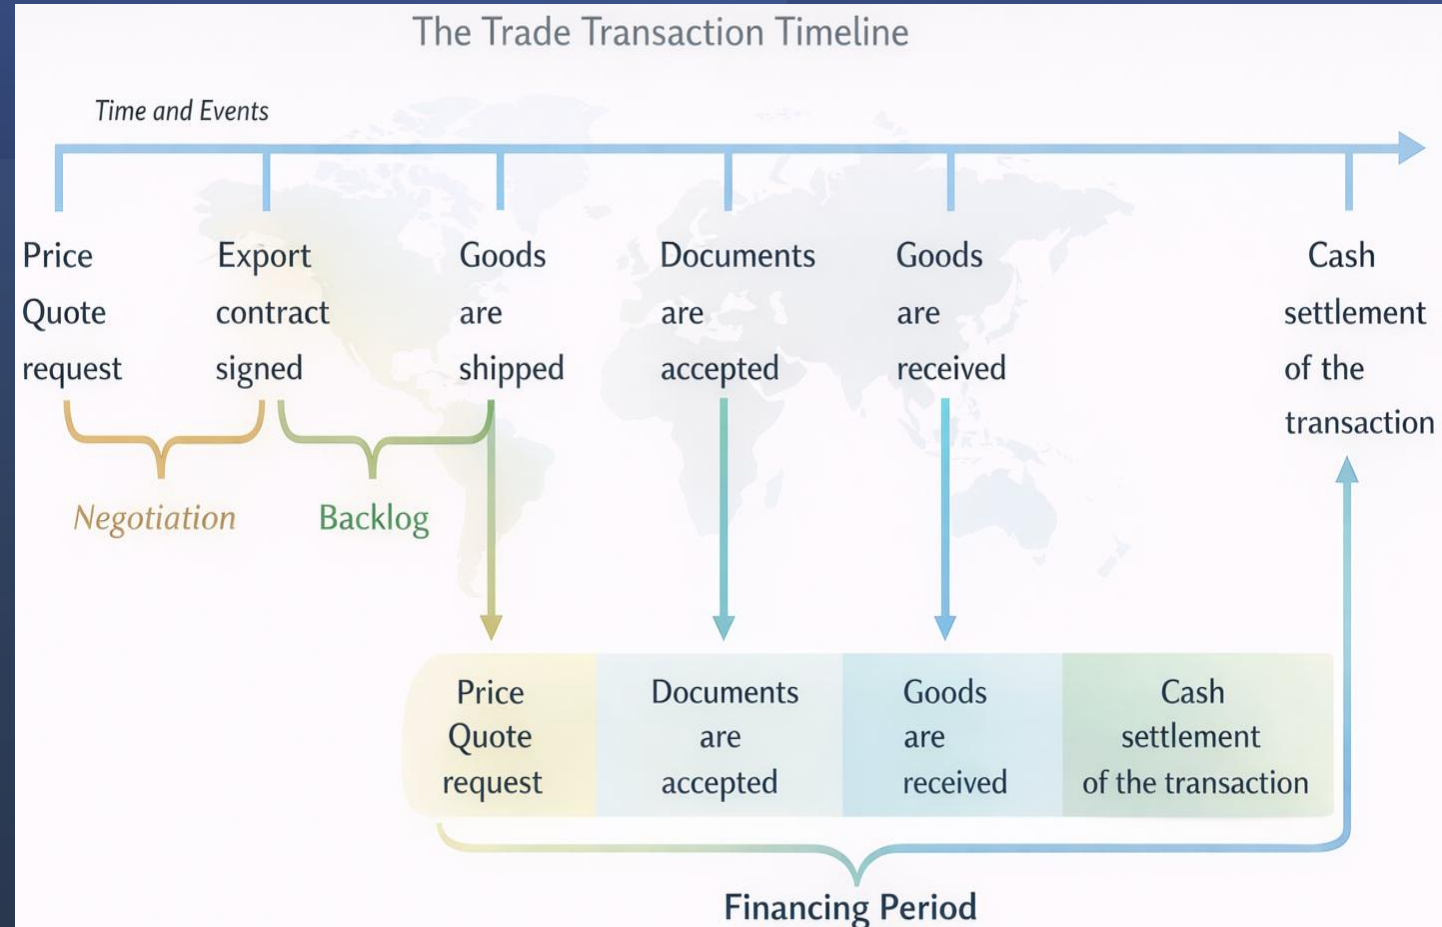 The Trade Transaction Timeline
Time and Events
Price
Quote
request
Export
contract
signed
Goods
are
shipped
Documents
are
accepted
Goods
are
received
Cash
settlement
of the
transaction
Negotiation
Backlog
Price
Quote
request
Documents
are
accepted
Goods
are
received
Cash
settlement
of the transaction
Financing Period